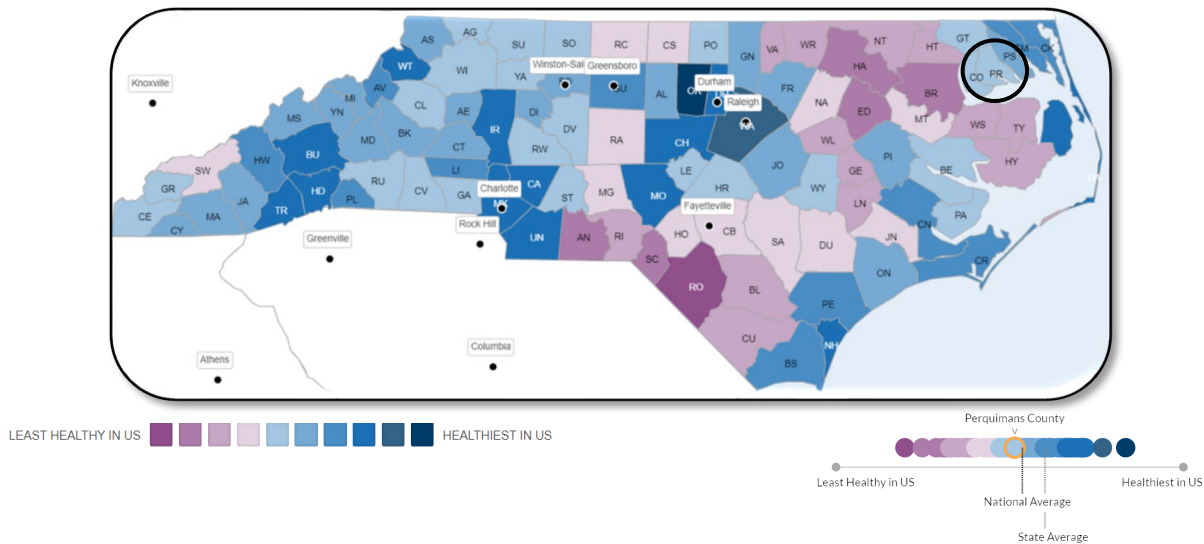 AS
AG
SU
SO
RC
CS
PO
GN
VA
WR
NT
HT
GT
PS
CK
WT
WI
YA
Winston-Sal
Greensboro
Durham
Raleigh
Knoxville
HA
CO
PR
AV
MI
YN
MS
CL
AE
IR
DI
DV
AL
FR
NA
BR
MT
ED
WS
TY
BU
MD
BK
CT
RW
RA
CH
WL
HY
SW
HW
LI
CA
ST
MG
MO
LE
HR
JO
PI
GE
BE
WY
LN
GR
HD
RU
CV
GA
Charlotte
Fayetteville
CE
MA
JA
TR
PL
CY
Rock Hill
Greenville
UN
AN
RI
SC
HO
CB
SA
DU
JN
CN
PA
CR
RO
BL
ON
PE
CU
NH
BS
Columbia
Athens
LEAST HEALTHY IN US
HEALTHIEST IN US
Perquimans County
Least Healthy in US
Healthiest in US
National Average
State Average